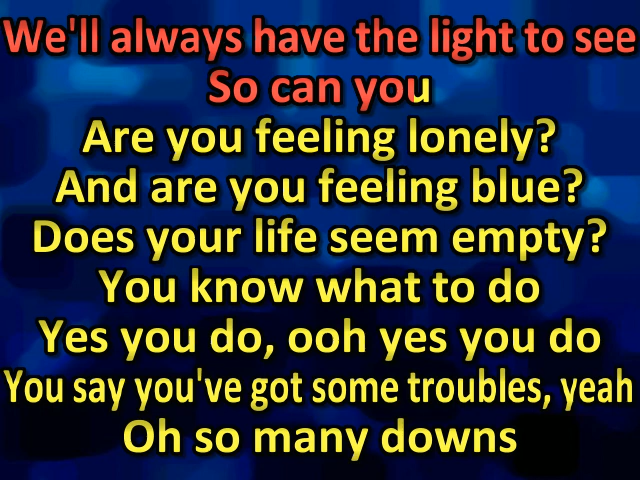 We'll always have the light to see
So can you
Are you feeling lonely?
And are you feeling blue?
Does your life seem empty?
You know what to do
Yes you do, ooh yes you do
You say you've got some troubles, yeah
Oh so many downs